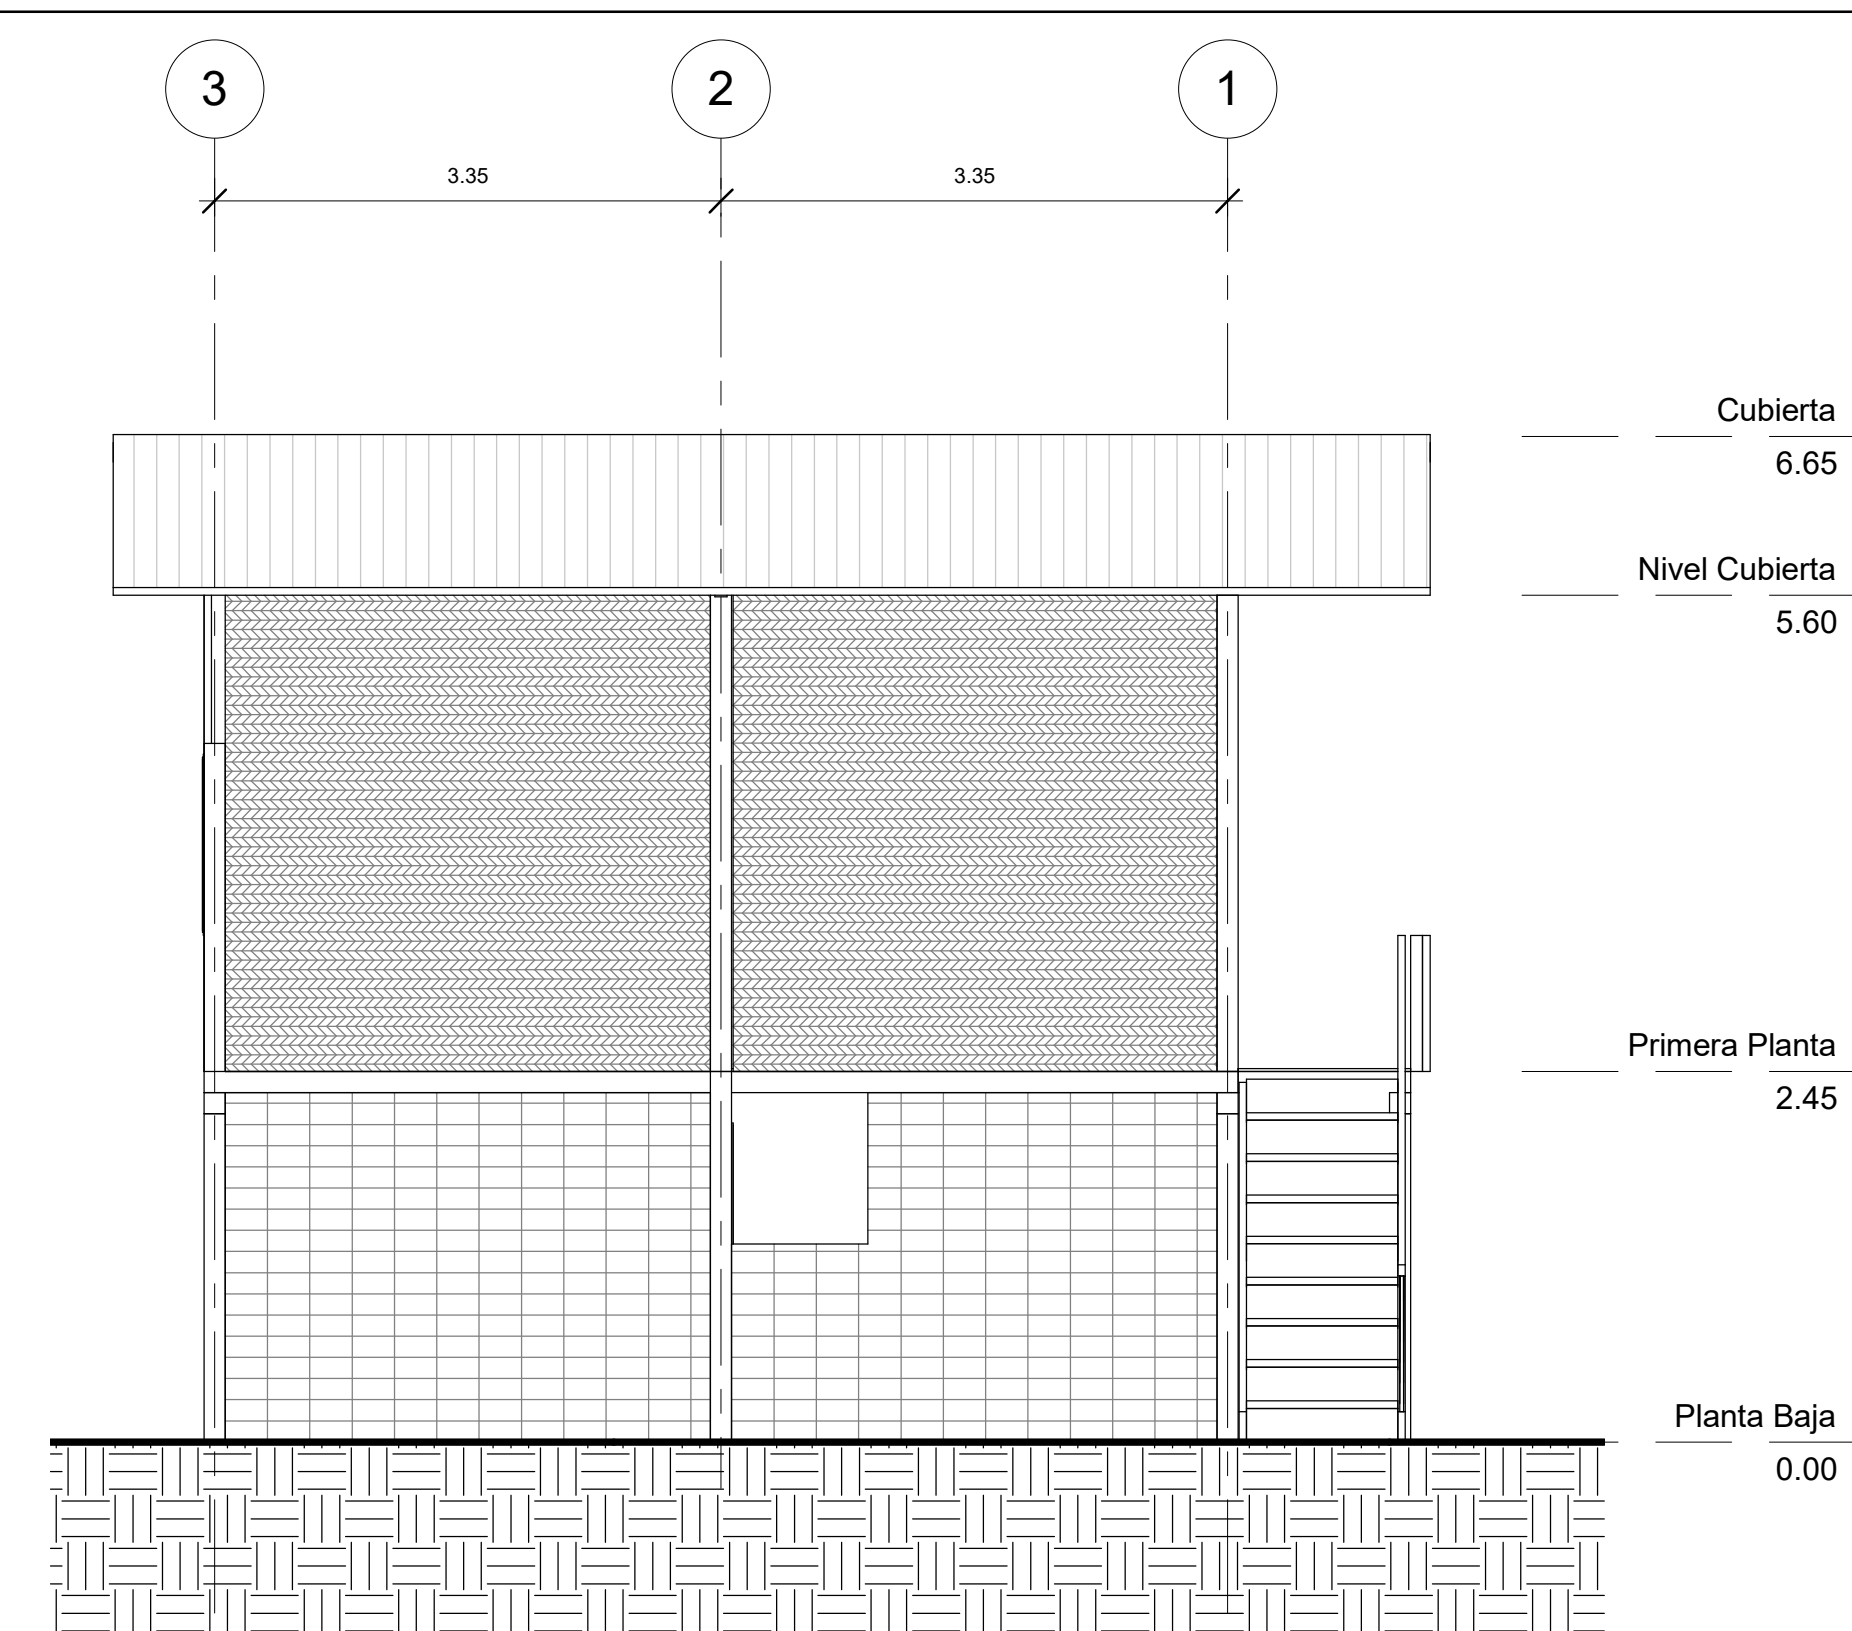 3 2 1
3.35 3.35
Cubierta
6.65
Nivel Cubierta
5.60
Primera Planta
2.45
Planta Baja
0.00